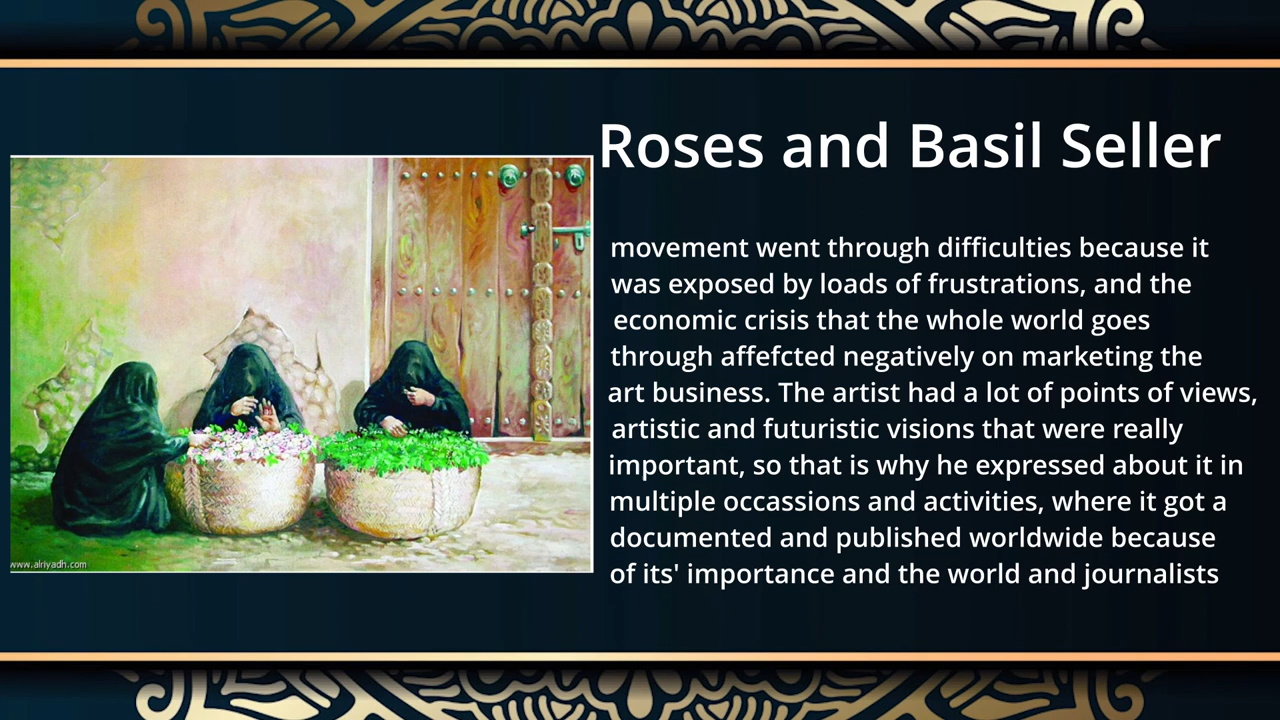 Roses and Basil Seller
movement went through difficulties because it
was exposed by loads of frustrations, and the
economic crisis that the whole world goes
through affefcted negatively on marketing the
art business. The artist had a lot of points of views,
artistic and futuristic visions that were really
important, so that is why he expressed about it in
multiple occassions and activities, where it got a
documented and published worldwide because
of its' importance and the world and journalists
www.alriyadh.com